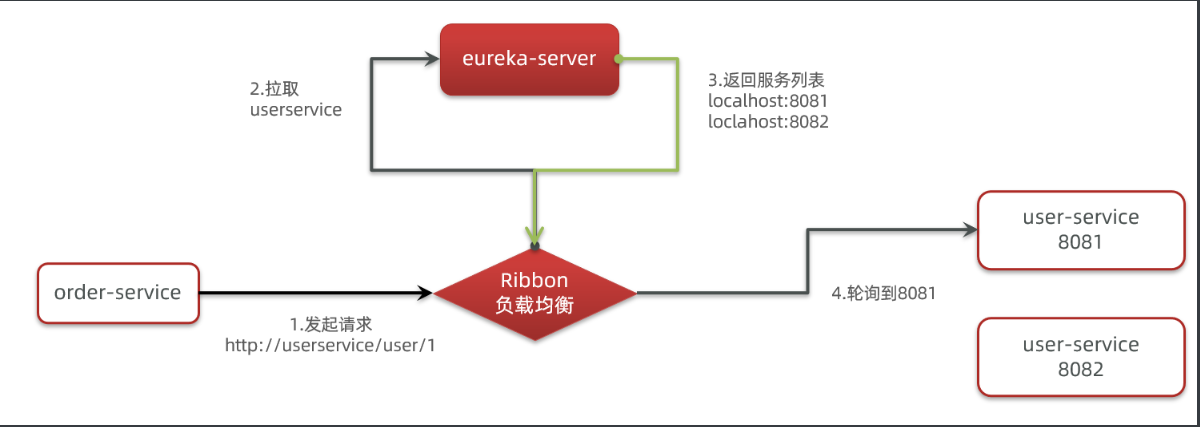 eureka-server
2.拉取
userservice
3.返回服务列表
localhost:8081
loclahost:8082
order-service
1.发起请求
http://userservice/user/1
Ribbon
负载均衡
4.轮询到8081
user-service
8081
user-service
8082